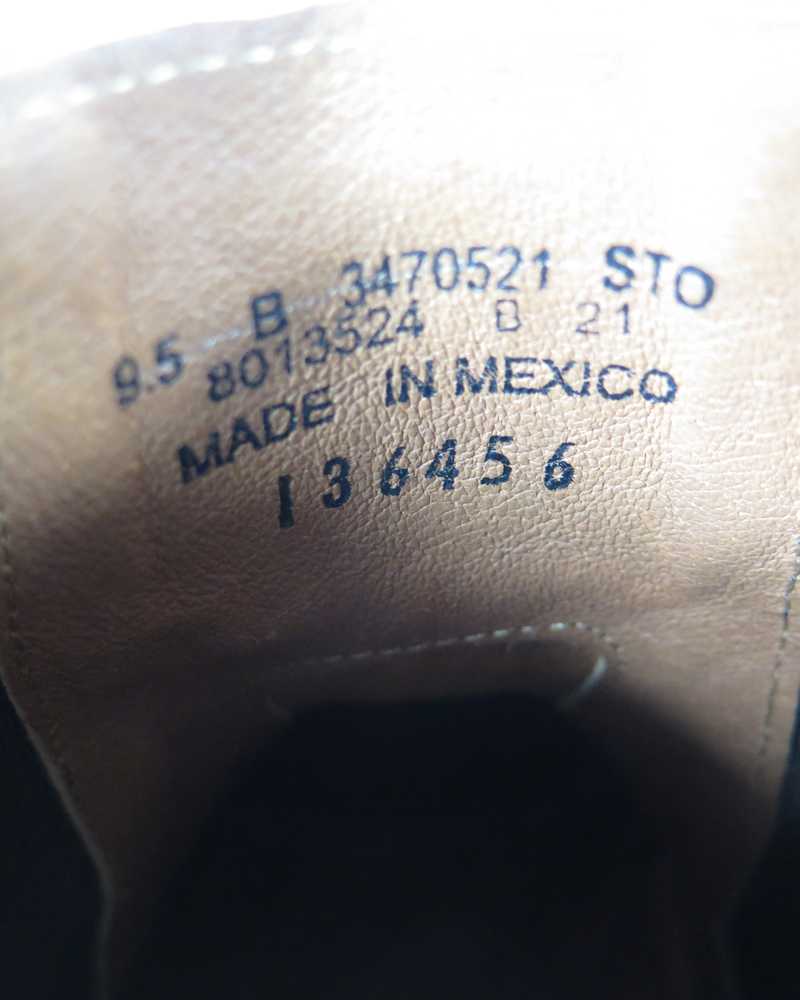 9.5 B 3470521 STO
8013524 B 21
MADE IN MEXICO
136456